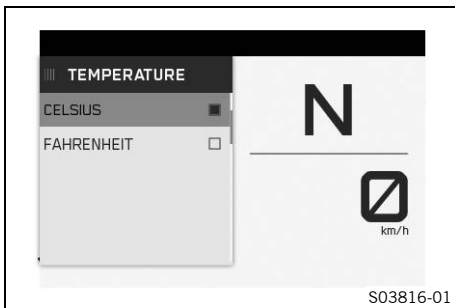 TEMPERATURE
CELSIUS
FAHRENHEIT
N
0
km/h
S03816-01